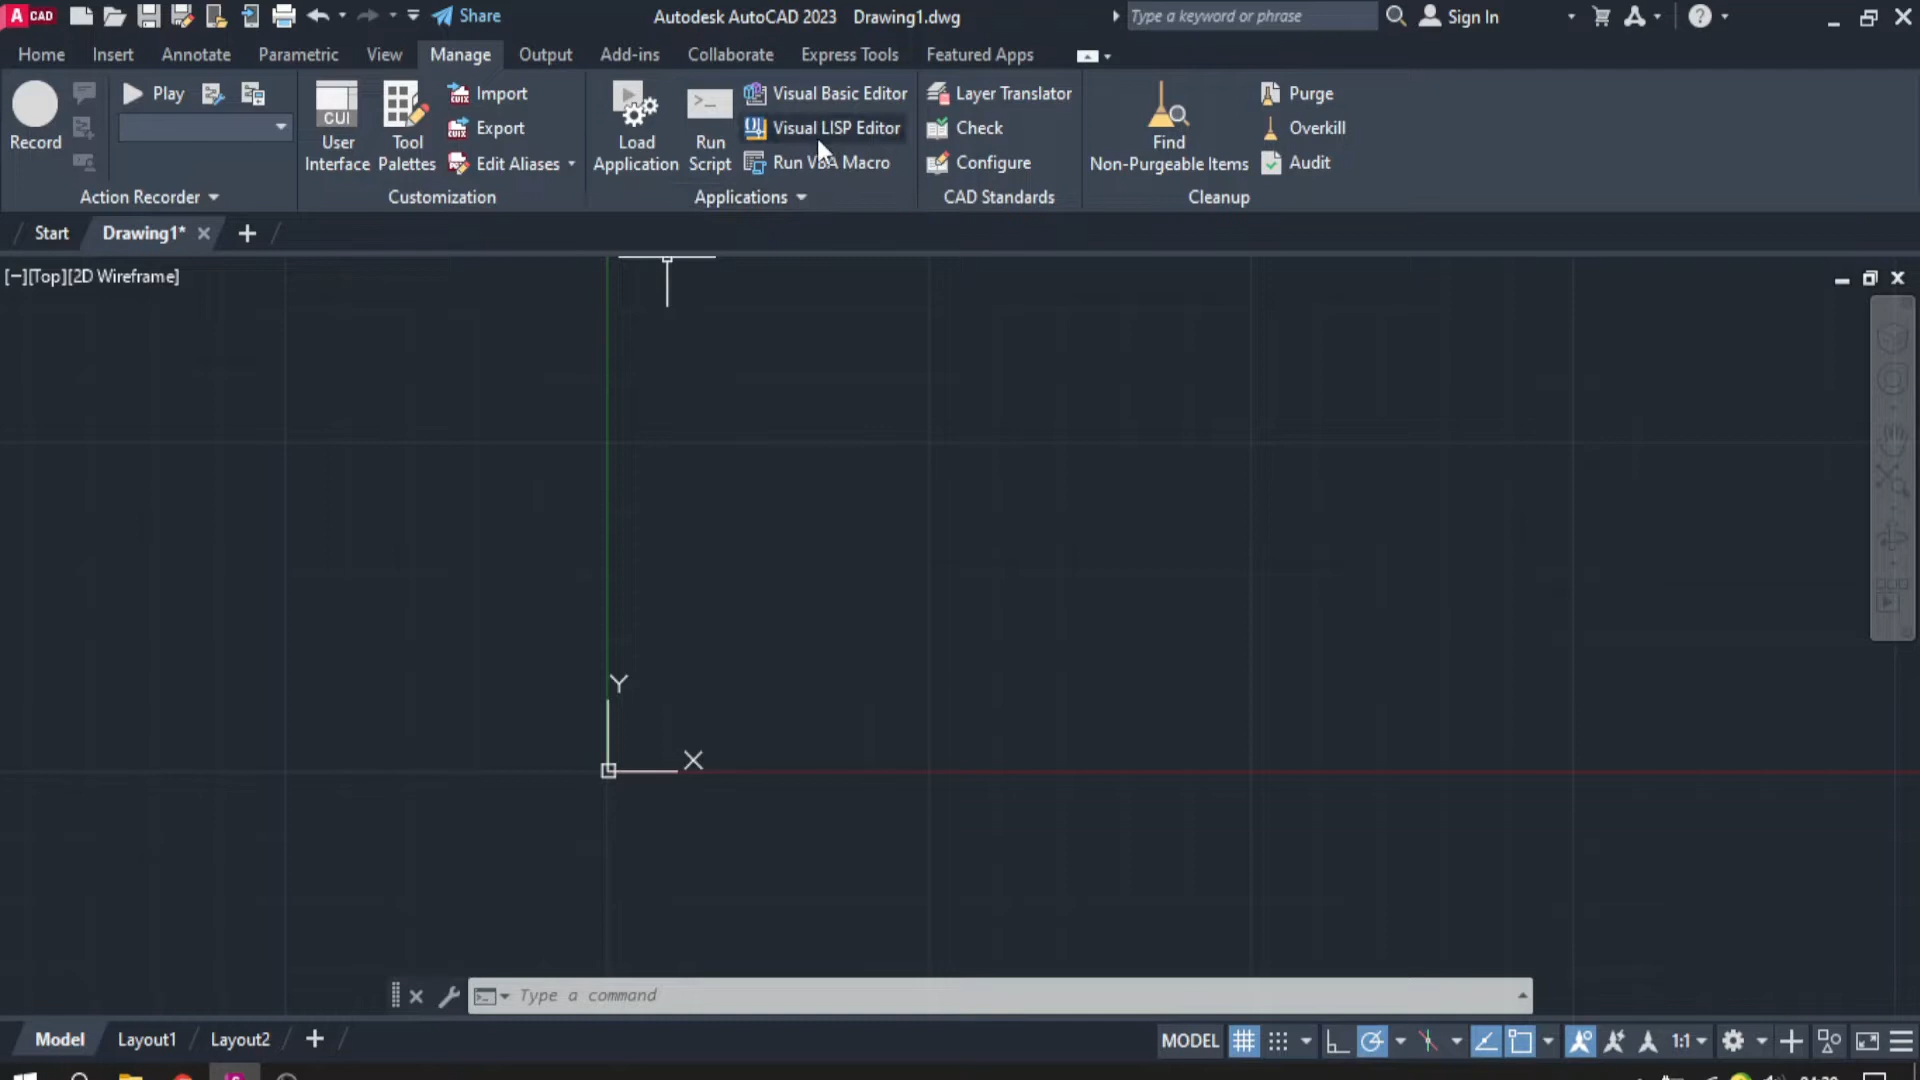 CAD Share Autodesk AutoCAD 2023 Drawing1.dwg Type a keyword or phrase Sign In
Home Insert Annotate Parametric View Manage Output Add-ins Collaborate Express Tools Featured Apps
Record
Play
CUI
User
Interface
Tool
Palettes
Import
Export
Edit Aliases
Load
Application
Run
Script
Visual Basic Editor
Visual LISP Editor
Run VBA Macro
Layer Translator
Check
Configure
Find
Non-Purgeable Items
Purge
Overkill
Audit
Action Recorder Customization Applications CAD Standards Cleanup
Start Drawing1*
[−][Top][2D Wireframe]
Y
X
Type a command
Model Layout1 Layout2 MODEL 1:1